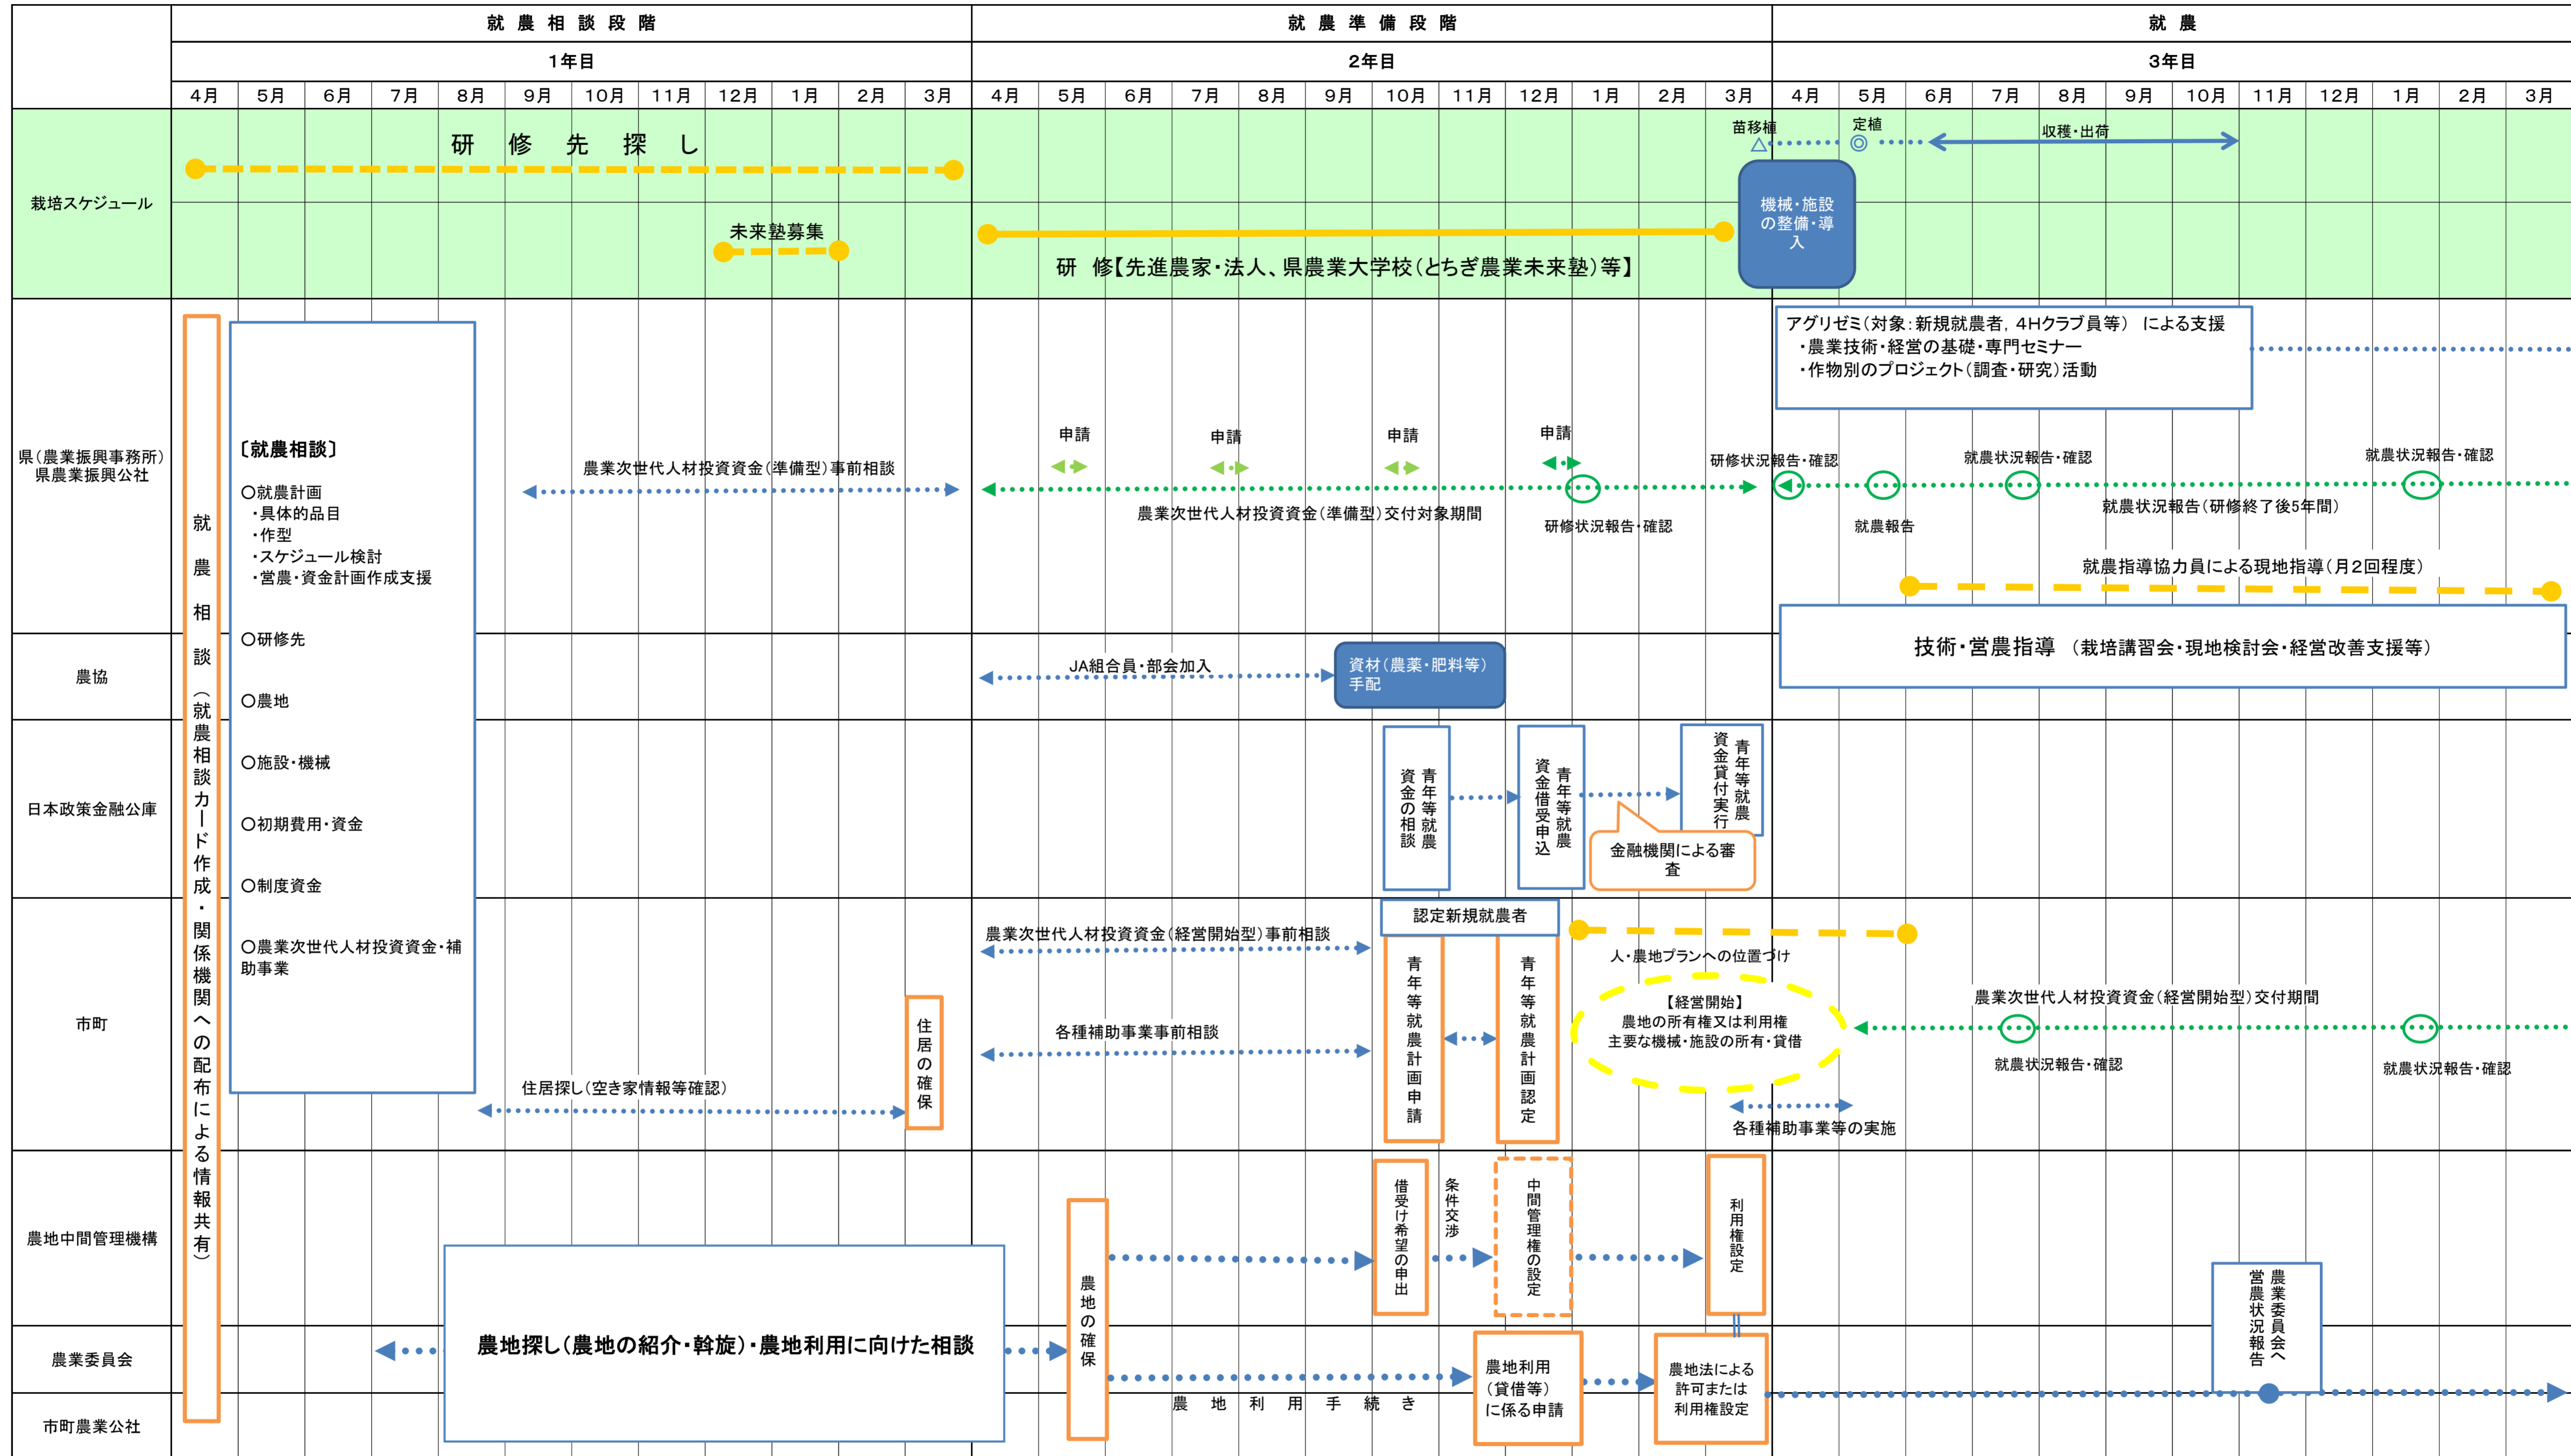 就農相談段階
就農準備段階
就農
1年目
2年目
3年目
4月 5月 6月 7月 8月 9月 10月 11月 12月 1月 2月 3月 4月 5月 6月 7月 8月 9月 10月 11月 12月 1月 2月 3月 4月 5月 6月 7月 8月 9月 10月 11月 12月 1月 2月 3月
栽培スケジュール
研修先探し
未来塾募集
研 修【先進農家・法人、県農業大学校（とちぎ農業未来塾）等】
苗移植
定植
収穫・出荷
機械・施設
の整備・導
入
県（農業振興事務所）
県農業振興公社
就農相談（就農相談カード作成・関係機関への配布による情報共有）
〔就農相談〕
〇就農計画
・具体的品目
・作型
・スケジュール検討
・営農・資金計画作成支援
〇研修先
〇農地
〇施設・機械
〇初期費用・資金
〇制度資金
〇農業次世代人材投資資金・補
助事業
農業次世代人材投資資金（準備型）事前相談
申請
申請
申請
申請
農業次世代人材投資資金（準備型）交付対象期間
研修状況報告・確認
研修状況報告・確認
アグリゼミ（対象：新規就農者，４Hクラブ員等） による支援
・農業技術・経営の基礎・専門セミナー
・作物別のプロジェクト（調査・研究）活動
就農報告
就農状況報告・確認
就農状況報告（研修終了後5年間）
就農状況報告・確認
就農指導協力員による現地指導（月２回程度）
技術・営農指導 （栽培講習会・現地検討会・経営改善支援等）
農協
JA組合員・部会加入
資材（農薬・肥料等）
手配
日本政策金融公庫
青年等就農
資金の相談
青年等就農
資金借受申込
青年等就農
資金貸付実行
金融機関による審
査
市町
住居探し（空き家情報等確認）
住居の確保
農業次世代人材投資資金（経営開始型）事前相談
各種補助事業事前相談
認定新規就農者
青年等就農計画申請
青年等就農計画認定
人・農地プランへの位置づけ
【経営開始】
農地の所有権又は利用権
主要な機械・施設の所有・貸借
各種補助事業等の実施
農業次世代人材投資資金（経営開始型）交付期間
就農状況報告・確認
就農状況報告・確認
農地中間管理機構
借受け希望の申出
条件交渉
中間管理権の設定
利用権設定
農業委員会
農地探し（農地の紹介・斡旋）・農地利用に向けた相談
農地の確保
農地利用手続き
農地利用
（貸借等）
に係る申請
農地法による
許可または
利用権設定
農業委員会へ
営農状況報告
市町農業公社